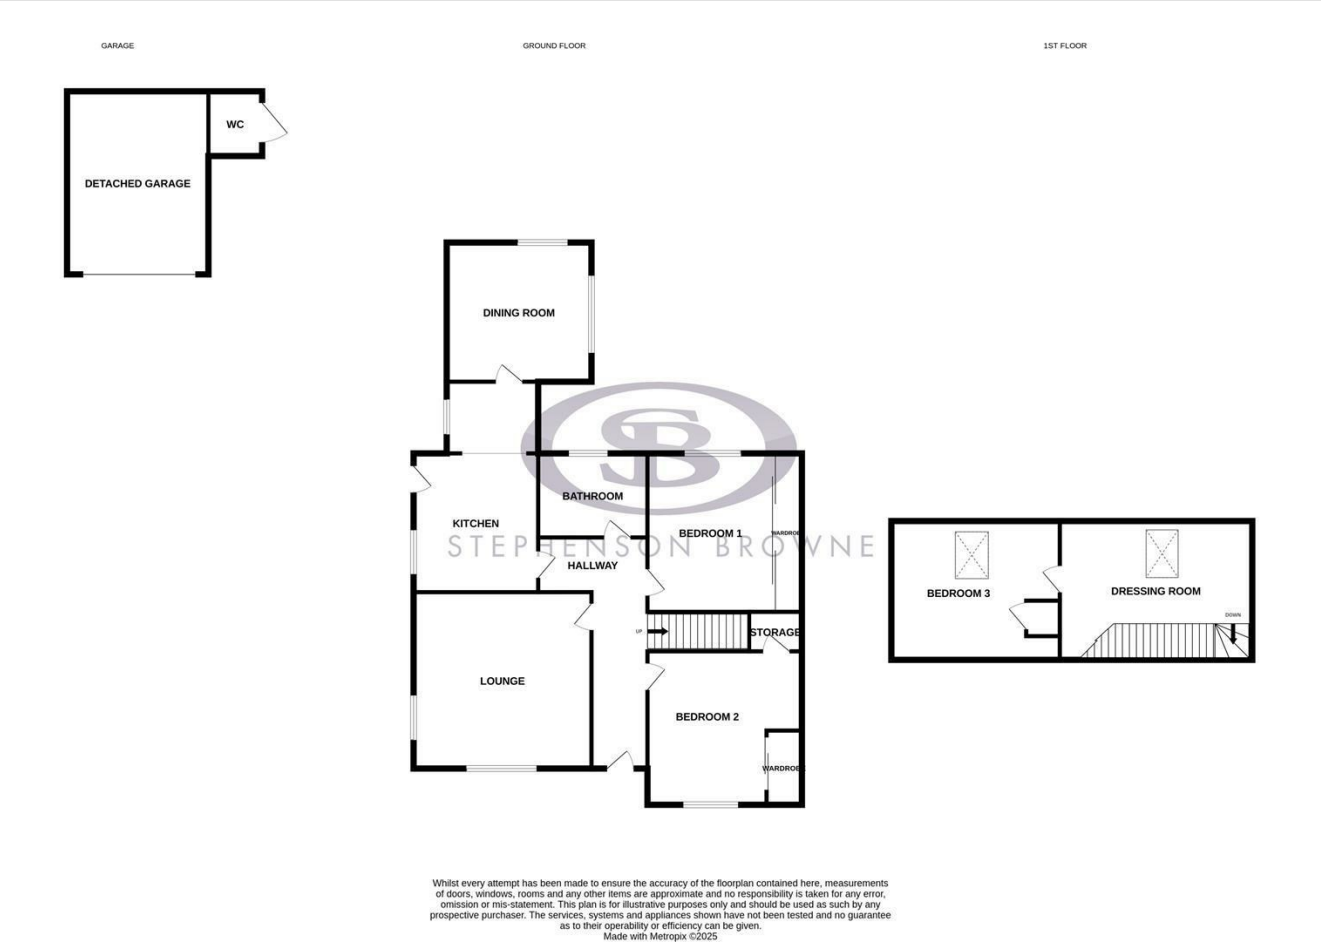 GARAGE
GROUND FLOOR
1ST FLOOR
WC
DETACHED GARAGE
DINING ROOM
SB
BATHROOM
KITCHEN
BEDROOM 1
WARDROBE
STEPHENSON BROWNE
HALLWAY
BEDROOM 3
DRESSING ROOM
DOWN
UP
STORAGE
LOUNGE
BEDROOM 2
WARDROBE
Whilst every attempt has been made to ensure the accuracy of the floorplan contained here, measurements
of doors, windows, rooms and any other items are approximate and no responsibility is taken for any error,
omission or mis-statement. This plan is for illustrative purposes only and should be used as such by any
prospective purchaser. The services, systems and appliances shown have not been tested and no guarantee
as to their operability or efficiency can be given.
Made with Metropix ©2025